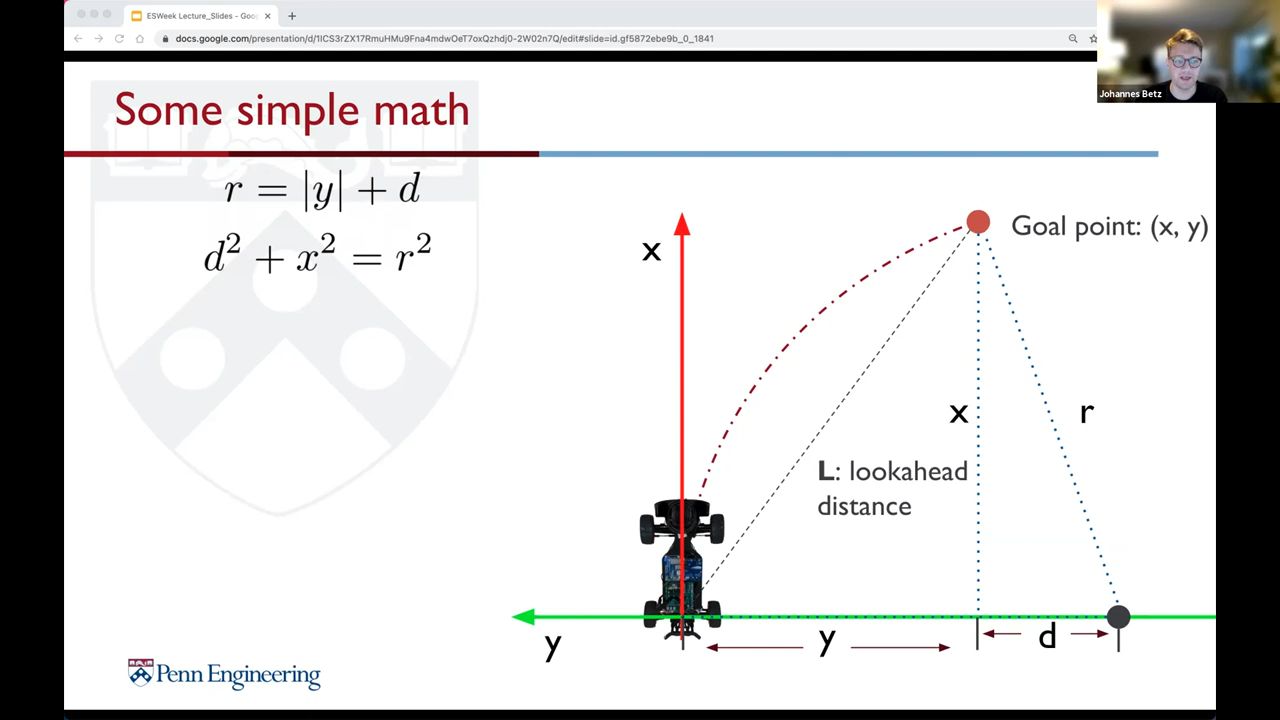 ESWeek Lecture_Slides - Goo
docs.google.com/presentation/d/1ICS3rZX17RmuHMu9Fna4mdwOeT7oxQzhdj0-2W02n7Q/edit#slide=id.gf5872ebe9b_0_1841
Johannes Betz
Some simple math
r = |y| + d
d² + x² = r²
x
Goal point: (x, y)
x
r
L: lookahead
distance
y
y
d
Penn Engineering